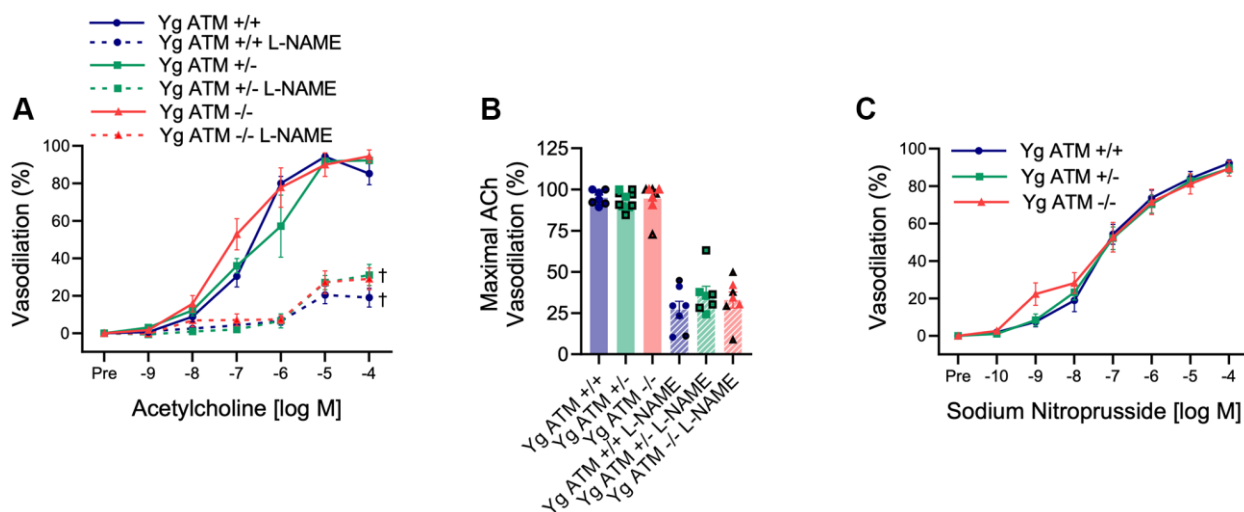 Yg ATM +/+
Yg ATM +/+ L-NAME
Yg ATM +/-
Yg ATM +/- L-NAME
Yg ATM -/-
Yg ATM -/- L-NAME
A
Vasodilation (%)
100
80
60
40
20
0
†
†
Pre -9 -8 -7 -6 -5 -4
Acetylcholine [log M]
B
Maximal ACh
Vasodilation (%)
125
100
75
50
25
0
Yg ATM +/+
Yg ATM +/-
Yg ATM -/-
Yg ATM +/+ L-NAME
Yg ATM +/- L-NAME
Yg ATM -/- L-NAME
C
Yg ATM +/+
Yg ATM +/-
Yg ATM -/-
Vasodilation (%)
100
80
60
40
20
0
Pre -10 -9 -8 -7 -6 -5 -4
Sodium Nitroprusside [log M]